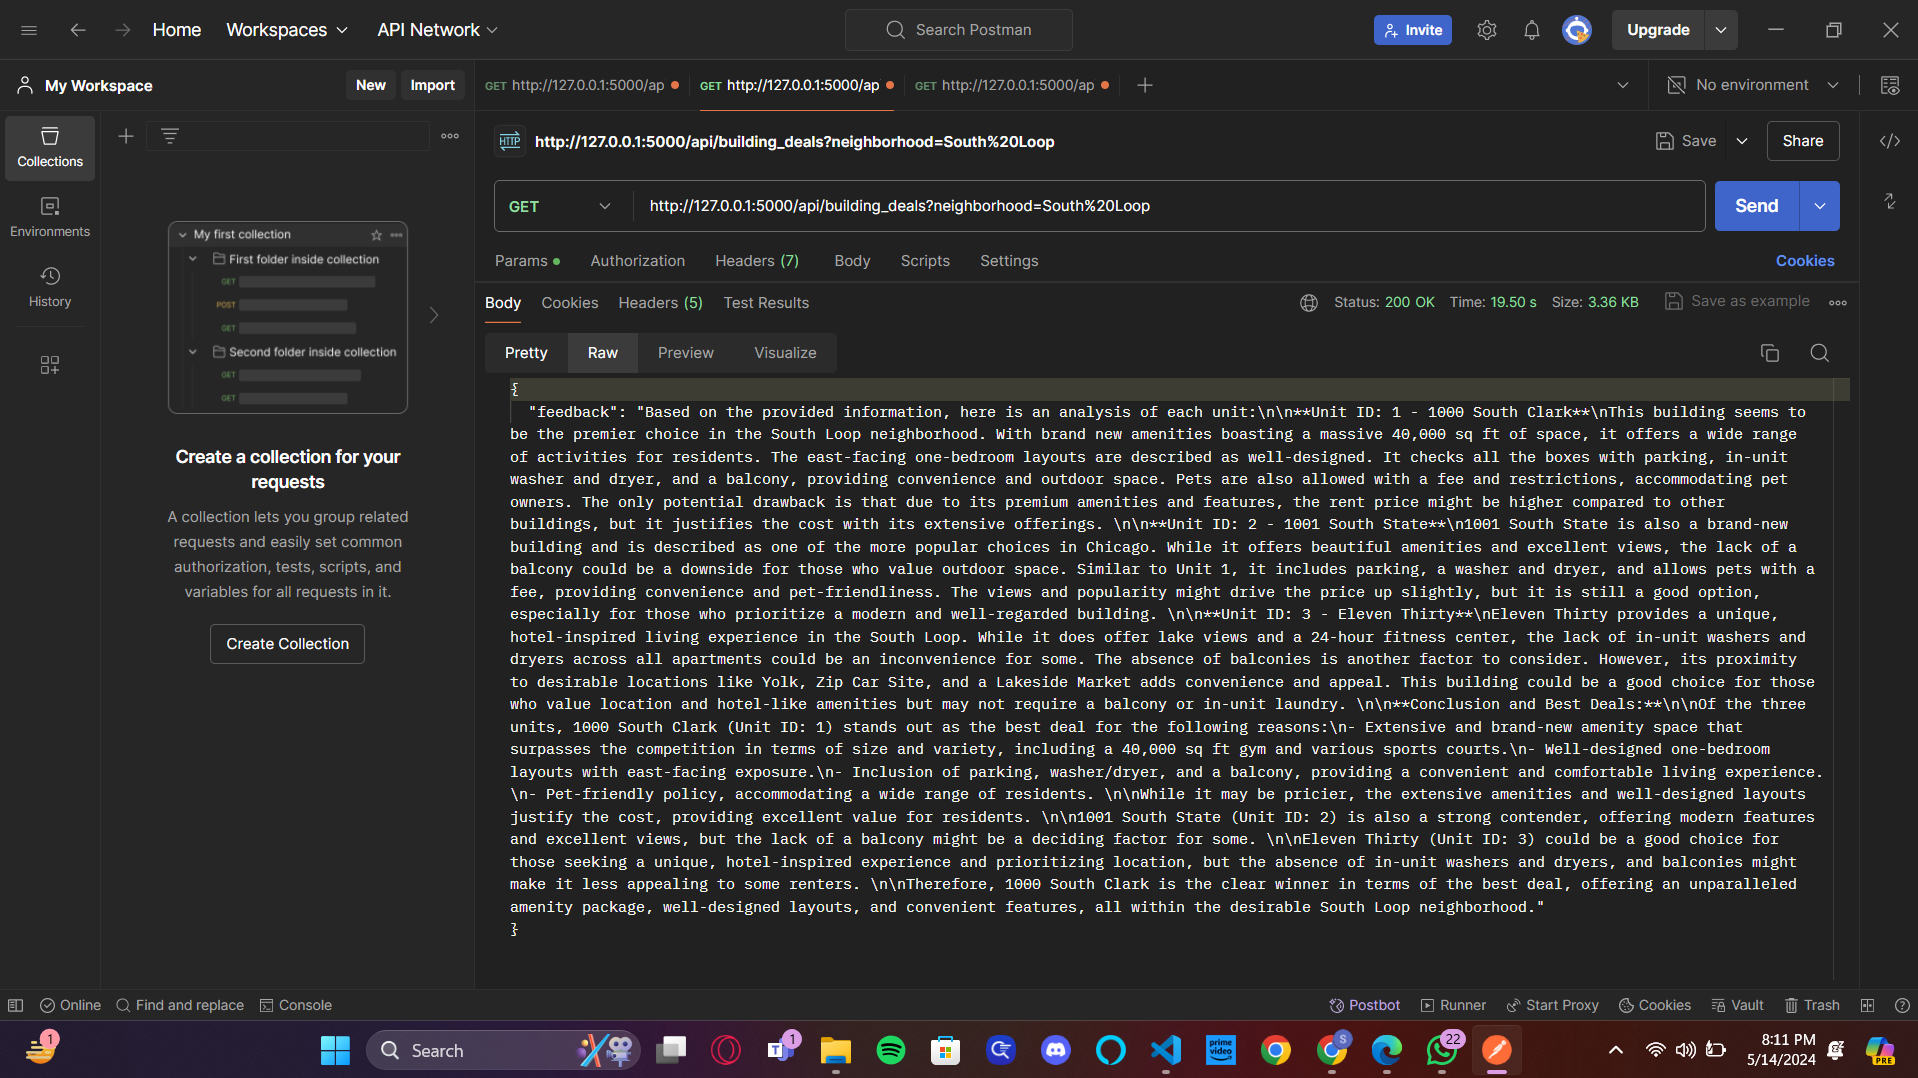 Home
Workspaces
API Network
Search Postman
Invite
Upgrade
My Workspace
New
Import
GET http://127.0.0.1:5000/ap
GET http://127.0.0.1:5000/ap
GET http://127.0.0.1:5000/ap
No environment
Collections
Environments
History
My first collection
First folder inside collection
GET
POST
GET
Second folder inside collection
GET
GET
Create a collection for your
requests
A collection lets you group related
requests and easily set common
authorization, tests, scripts, and
variables for all requests in it.
Create Collection
HTTP http://127.0.0.1:5000/api/building_deals?neighborhood=South%20Loop
Save
Share
GET
http://127.0.0.1:5000/api/building_deals?neighborhood=South%20Loop
Send
Params
Authorization
Headers (7)
Body
Scripts
Settings
Cookies
Body
Cookies
Headers (5)
Test Results
Status: 200 OK
Time: 19.50 s
Size: 3.36 KB
Save as example
Pretty
Raw
Preview
Visualize
{
"feedback": "Based on the provided information, here is an analysis of each unit:\n\n**Unit ID: 1 - 1000 South Clark**\nThis building seems to
be the premier choice in the South Loop neighborhood. With brand new amenities boasting a massive 40,000 sq ft of space, it offers a wide range
of activities for residents. The east-facing one-bedroom layouts are described as well-designed. It checks all the boxes with parking, in-unit
washer and dryer, and a balcony, providing convenience and outdoor space. Pets are also allowed with a fee and restrictions, accommodating pet
owners. The only potential drawback is that due to its premium amenities and features, the rent price might be higher compared to other
buildings, but it justifies the cost with its extensive offerings. \n\n**Unit ID: 2 - 1001 South State**\n1001 South State is also a brand-new
building and is described as one of the more popular choices in Chicago. While it offers beautiful amenities and excellent views, the lack of a
balcony could be a downside for those who value outdoor space. Similar to Unit 1, it includes parking, a washer and dryer, and allows pets with a
fee, providing convenience and pet-friendliness. The views and popularity might drive the price up slightly, but it is still a good option,
especially for those who prioritize a modern and well-regarded building. \n\n**Unit ID: 3 - Eleven Thirty**\nEleven Thirty provides a unique,
hotel-inspired living experience in the South Loop. While it does offer lake views and a 24-hour fitness center, the lack of in-unit washers and
dryers across all apartments could be an inconvenience for some. The absence of balconies is another factor to consider. However, its proximity
to desirable locations like Yolk, Zip Car Site, and a Lakeside Market adds convenience and appeal. This building could be a good choice for those
who value location and hotel-like amenities but may not require a balcony or in-unit laundry. \n\n**Conclusion and Best Deals:**\n\nOf the three
units, 1000 South Clark (Unit ID: 1) stands out as the best deal for the following reasons:\n- Extensive and brand-new amenity space that
surpasses the competition in terms of size and variety, including a 40,000 sq ft gym and various sports courts.\n- Well-designed one-bedroom
layouts with east-facing exposure.\n- Inclusion of parking, washer/dryer, and a balcony, providing a convenient and comfortable living experience.
\n- Pet-friendly policy, accommodating a wide range of residents. \n\nWhile it may be pricier, the extensive amenities and well-designed layouts
justify the cost, providing excellent value for residents. \n\n1001 South State (Unit ID: 2) is also a strong contender, offering modern features
and excellent views, but the lack of a balcony might be a deciding factor for some. \n\nEleven Thirty (Unit ID: 3) could be a good choice for
those seeking a unique, hotel-inspired experience and prioritizing location, but the absence of in-unit washers and dryers, and balconies might
make it less appealing to some renters. \n\nTherefore, 1000 South Clark is the clear winner in terms of the best deal, offering an unparalleled
amenity package, well-designed layouts, and convenient features, all within the desirable South Loop neighborhood."
}
Online
Find and replace
Console
Postbot
Runner
Start Proxy
Cookies
Vault
Trash
1
Search
T
1
prime video
S
22
8:11 PM
5/14/2024
PRE